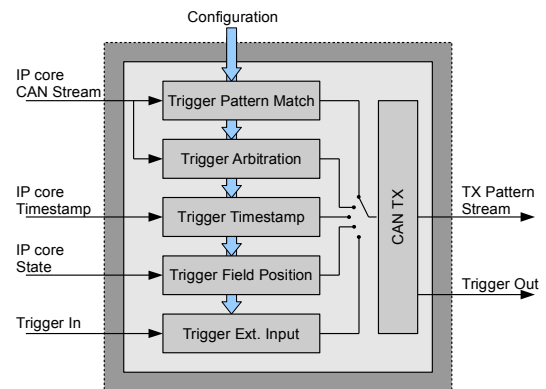 Configuration
IP core
CAN Stream
Trigger Pattern Match
Trigger Arbitration
IP core
Timestamp
Trigger Timestamp
CAN TX
TX Pattern
Stream
IP core
State
Trigger Field Position
Trigger Out
Trigger In
Trigger Ext. Input